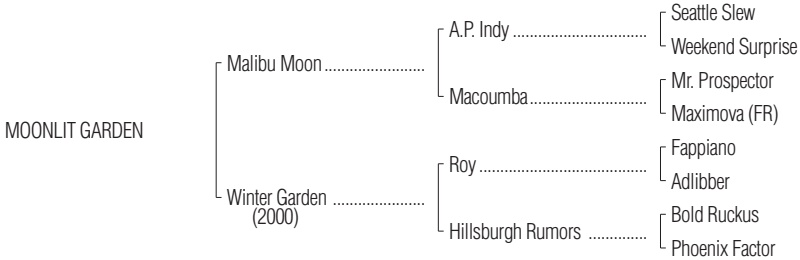 Seattle Slew
A.P. Indy ..................................
Weekend Surprise
Malibu Moon .........................
Mr. Prospector
Macoumba .............................
Maximova (FR)
MOONLIT GARDEN
Fappiano
Roy ..........................................
Adlibber
Winter Garden .......................
(2000)
Bold Ruckus
Hillsburgh Rumors ...............
Phoenix Factor